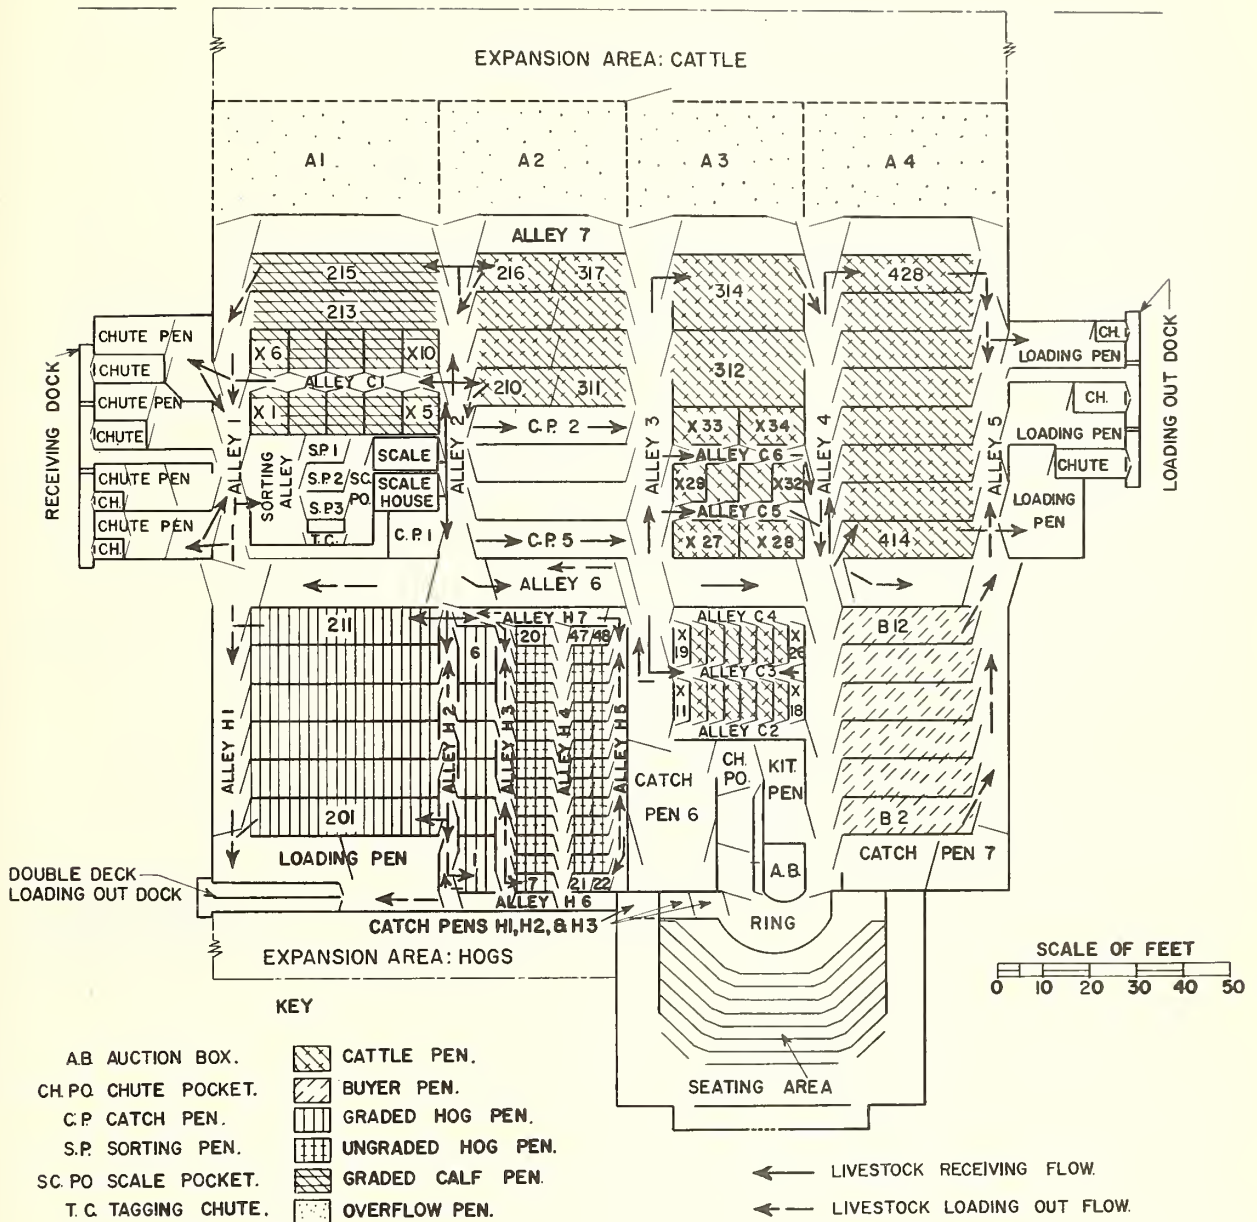 EXPANSION AREA: CATTLE
A1
A2
A3
A4
ALLEY 7
215
216
317
314
428
213
CHUTE PEN
CHUTE
CHUTE PEN
CHUTE
CHUTE PEN
CH.
CHUTE PEN
CH.
RECEIVING DOCK
ALLEY 1
X6
X10
ALLEY C1
X1
X5
210
311
312
S.P.1
S.P.2
S.P.3
SC. PO.
T.C.
SORTING ALLEY
SCALE
SCALE HOUSE
C.P.1
ALLEY 2
C.P. 2
C.P.5
ALLEY 3
X33
X34
ALLEY C6
X29
X32
ALLEY C5
X27
X28
ALLEY 4
414
ALLEY 5
CH.
LOADING PEN
CH.
LOADING PEN
CHUTE
LOADING PEN
LOADING OUT DOCK
ALLEY 6
211
201
ALLEY H1
ALLEY H2
6
ALLEY H7
20
47
48
ALLEY H3
ALLEY H4
ALLEY H5
7
21
22
ALLEY H6
ALLEY C4
X 19
X 26
ALLEY C3
X 11
X 18
ALLEY C2
B12
B2
CATCH PEN 6
CH. PO.
KIT. PEN
A.B.
CATCH PEN 7
LOADING PEN
DOUBLE DECK
LOADING OUT DOCK
CATCH PENS H1, H2, & H3
RING
EXPANSION AREA: HOGS
SEATING AREA
SCALE OF FEET
0 10 20 30 40 50
KEY
A.B. AUCTION BOX.
CH. PO. CHUTE POCKET.
C.P. CATCH PEN.
S.P. SORTING PEN.
SC. PO SCALE POCKET.
T. C. TAGGING CHUTE.
CATTLE PEN.
BUYER PEN.
GRADED HOG PEN.
UNGRADED HOG PEN.
GRADED CALF PEN.
OVERFLOW PEN.
LIVESTOCK RECEIVING FLOW.
LIVESTOCK LOADING OUT FLOW.